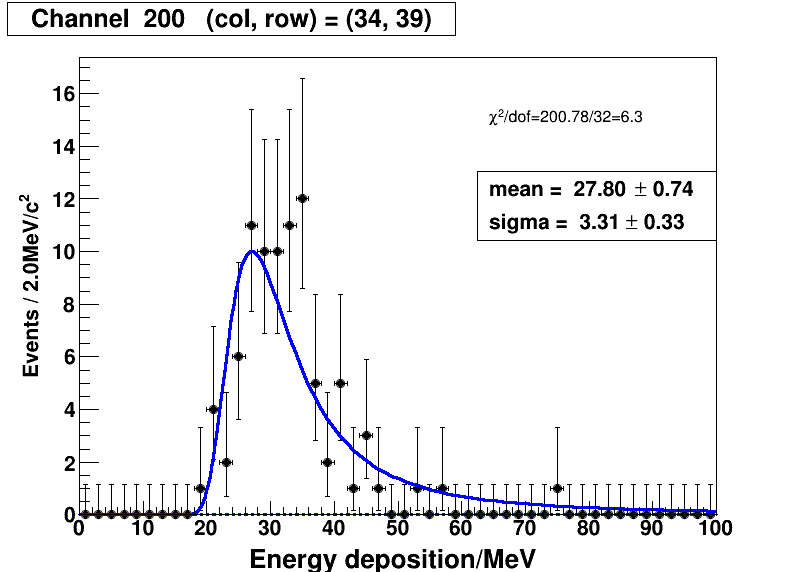 Channel 200 (col, row) = (34, 39)
χ²/dof=200.78/32=6.3
mean = 27.80 ± 0.74
sigma = 3.31 ± 0.33
Events / 2.0MeV/c²
16
14
12
10
8
6
4
2
0
0 10 20 30 40 50 60 70 80 90 100
Energy deposition/MeV